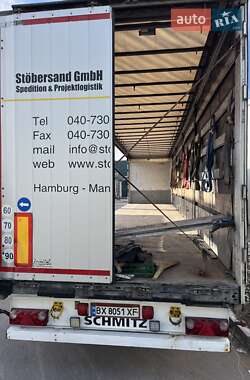 auto RIA .com
Stöbersand GmbH
Spedition & Projektlogistik
Tel 040-730
Fax 040-730
mail info@sto
web www.sto
Hamburg - Man
60
70
80
90
BX 8051 XF
SCHMITZ